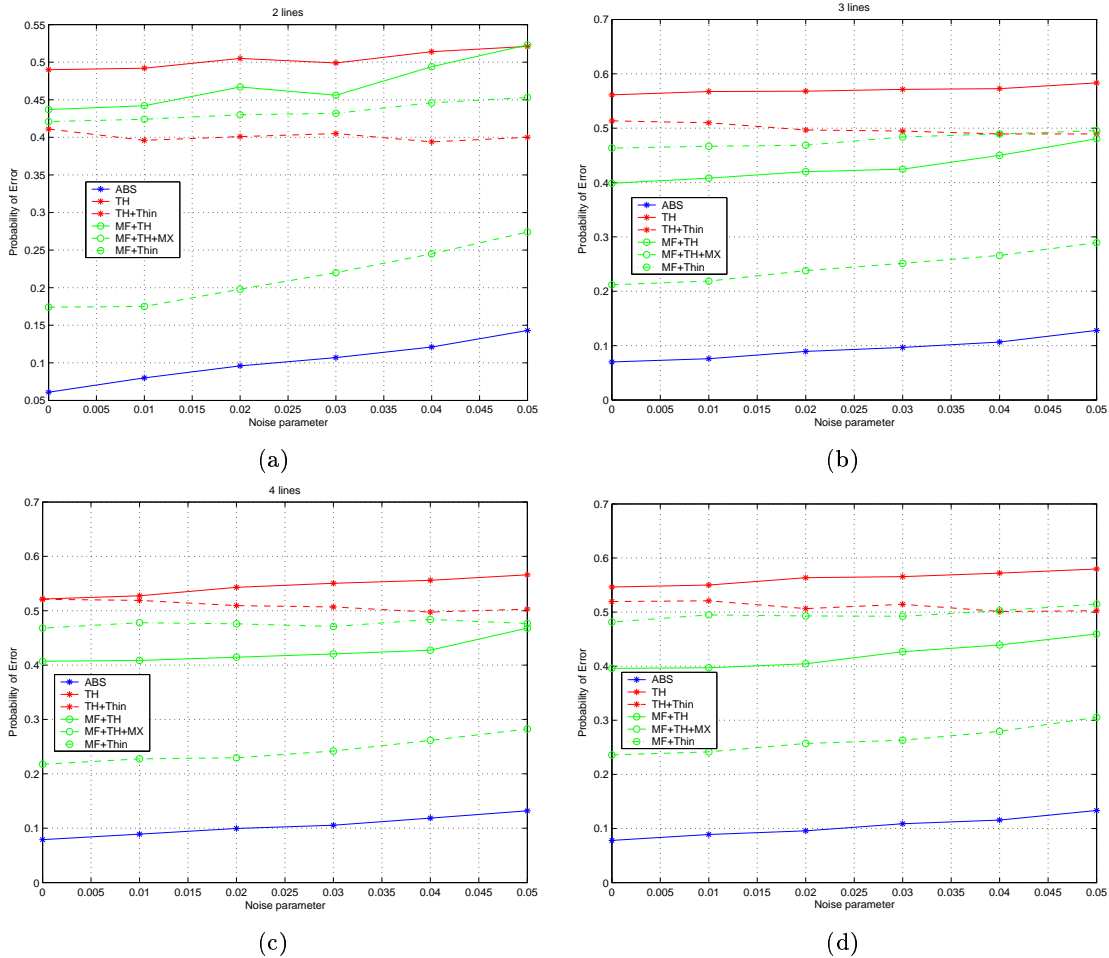 2 lines
0.55
0.5
0.45
0.4
0.35
0.3
0.25
0.2
0.15
0.1
0.05
Probability of Error
ABS
TH
TH+Thin
MF+TH
MF+TH+MX
MF+Thin
0 0.005 0.01 0.015 0.02 0.025 0.03 0.035 0.04 0.045 0.05
Noise parameter
(a)
3 lines
0.7
0.6
0.5
0.4
0.3
0.2
0.1
0
Probability of Error
ABS
TH
TH+Thin
MF+TH
MF+TH+MX
MF+Thin
0 0.005 0.01 0.015 0.02 0.025 0.03 0.035 0.04 0.045 0.05
Noise parameter
(b)
4 lines
0.7
0.6
0.5
0.4
0.3
0.2
0.1
0
Probability of Error
ABS
TH
TH+Thin
MF+TH
MF+TH+MX
MF+Thin
0 0.005 0.01 0.015 0.02 0.025 0.03 0.035 0.04 0.045 0.05
Noise parameter
(c)
0.7
0.6
0.5
0.4
0.3
0.2
0.1
0
Probability of Error
ABS
TH
TH+Thin
MF+TH
MF+TH+MX
MF+Thin
0 0.005 0.01 0.015 0.02 0.025 0.03 0.035 0.04 0.045 0.05
Noise parameter
(d)